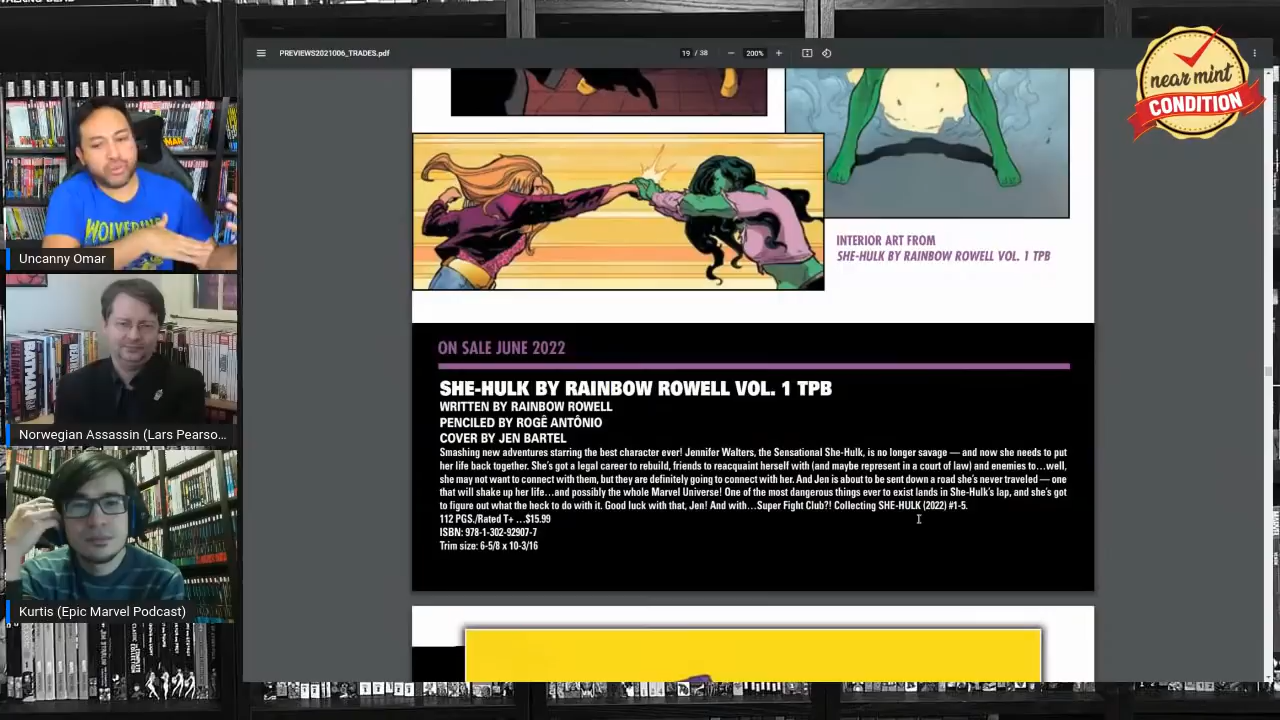 PREVIEWS2021006_TRADES.pdf
19 / 38
200%
near mint
CONDITION
WOLVERINE
Uncanny Omar
INTERIOR ART FROM
SHE-HULK BY RAINBOW ROWELL VOL. 1 TPB
BATMAN
Norwegian Assassin (Lars Pearso...
Kurtis (Epic Marvel Podcast)
ON SALE JUNE 2022
SHE-HULK BY RAINBOW ROWELL VOL. 1 TPB
WRITTEN BY RAINBOW ROWELL
PENCILED BY ROGÊ ANTÔNIO
COVER BY JEN BARTEL
Smashing new adventures starring the best character ever! Jennifer Walters, the Sensational She-Hulk, is no longer savage — and now she needs to put
her life back together. She's got a legal career to rebuild, friends to reacquaint herself with (and maybe represent in a court of law) and enemies to…well,
she may not want to connect with them, but they are definitely going to connect with her. And Jen is about to be sent down a road she's never traveled — one
that will shake up her life…and possibly the whole Marvel Universe! One of the most dangerous things ever to exist lands in She-Hulk's lap, and she's got
to figure out what the heck to do with it. Good luck with that, Jen! And with…Super Fight Club?! Collecting SHE-HULK (2022) #1-5.
112 PGS./Rated T+ …$15.99
ISBN: 978-1-302-92907-7
Trim size: 6-5/8 x 10-3/16